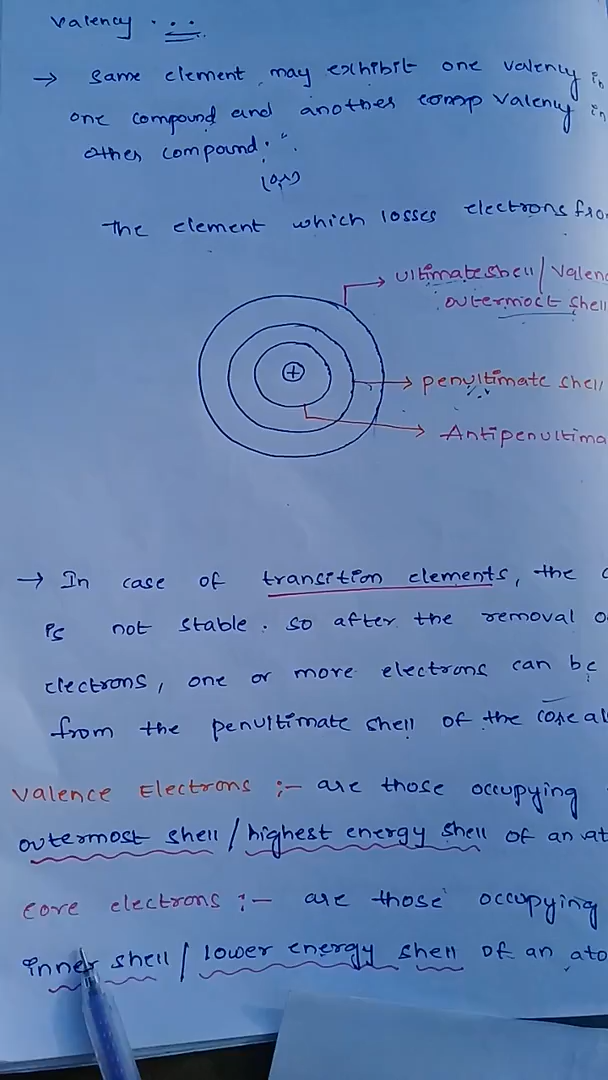 Valency ...
→ Same element may exhibit one valency in
one compound and another comp valency in
other compound.
(or)
The element which losses electrons from
ultimate shell / Valenc
outermost shell
+
→ penultimate shell
→ Antipenultima
→ In case of transition elements, the c
is not stable. so after the removal o
electrons, one or more electrons can be
from the penultimate shell of the core al
Valence Electrons :- are those occupying
outermost shell / highest energy shell of an at
core electrons :- are those occupying
inner shell / lower energy shell of an ato